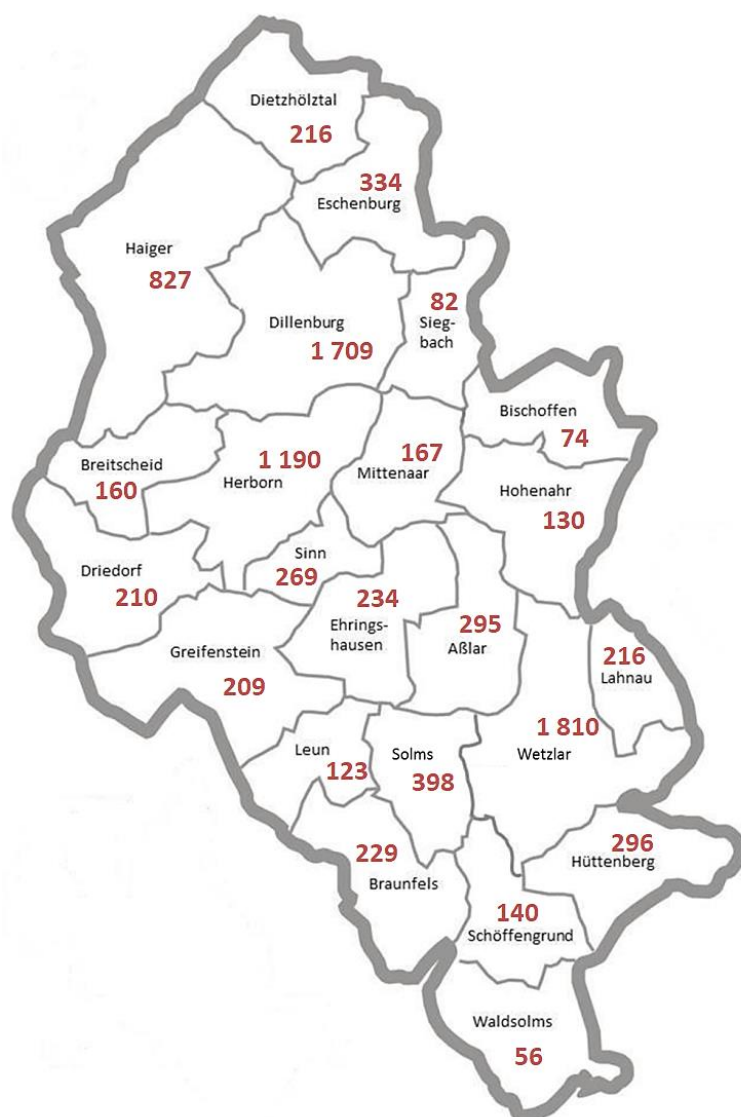 Dietzhölztal
216
334
Eschenburg
Haiger
827
82
Sieg-
bach
Dillenburg
1 709
Bischoffen
74
Breitscheid
160
1 190
Herborn
167
Mittenaar
Hohenahr
130
Driedorf
210
Sinn
269
234
Ehrings-
hausen
295
Aßlar
216
Lahnau
Greifenstein
209
1 810
Wetzlar
Leun
123
Solms
398
229
Braunfels
296
Hüttenberg
140
Schöffengrund
Waldsolms
56